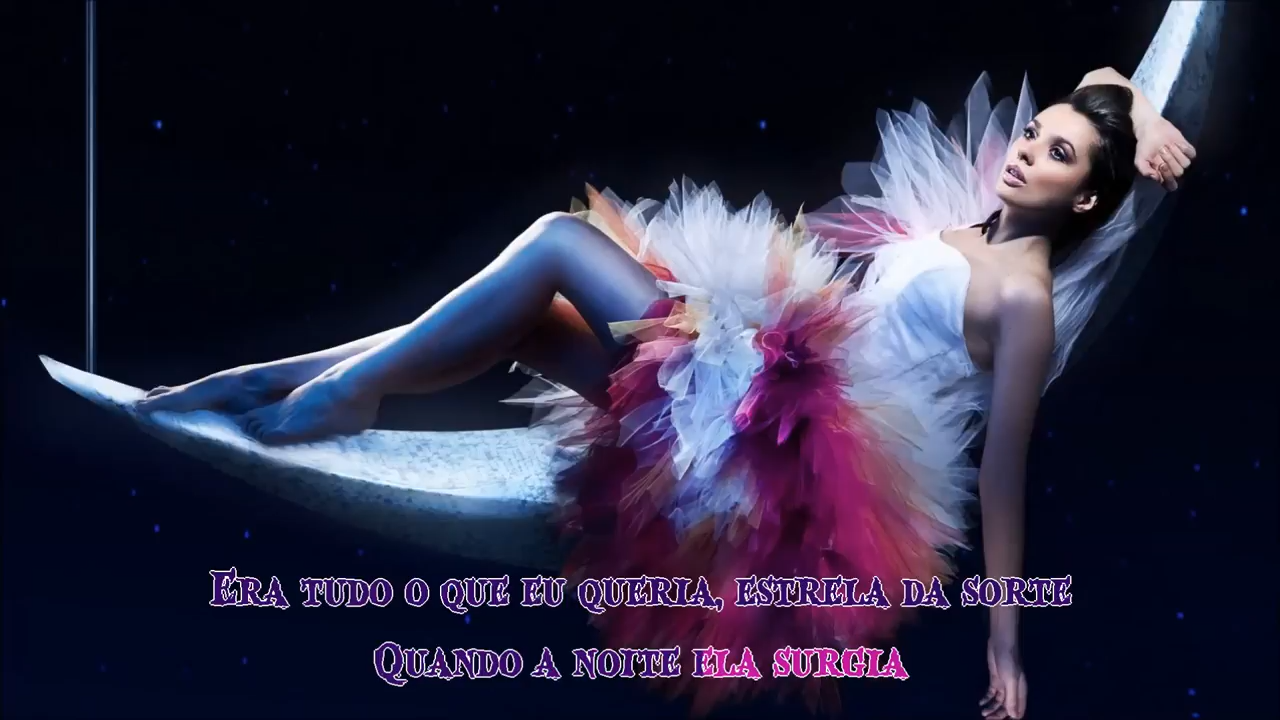 Era tudo o que eu queria, estrela da sorte
Quando a noite ela surgia